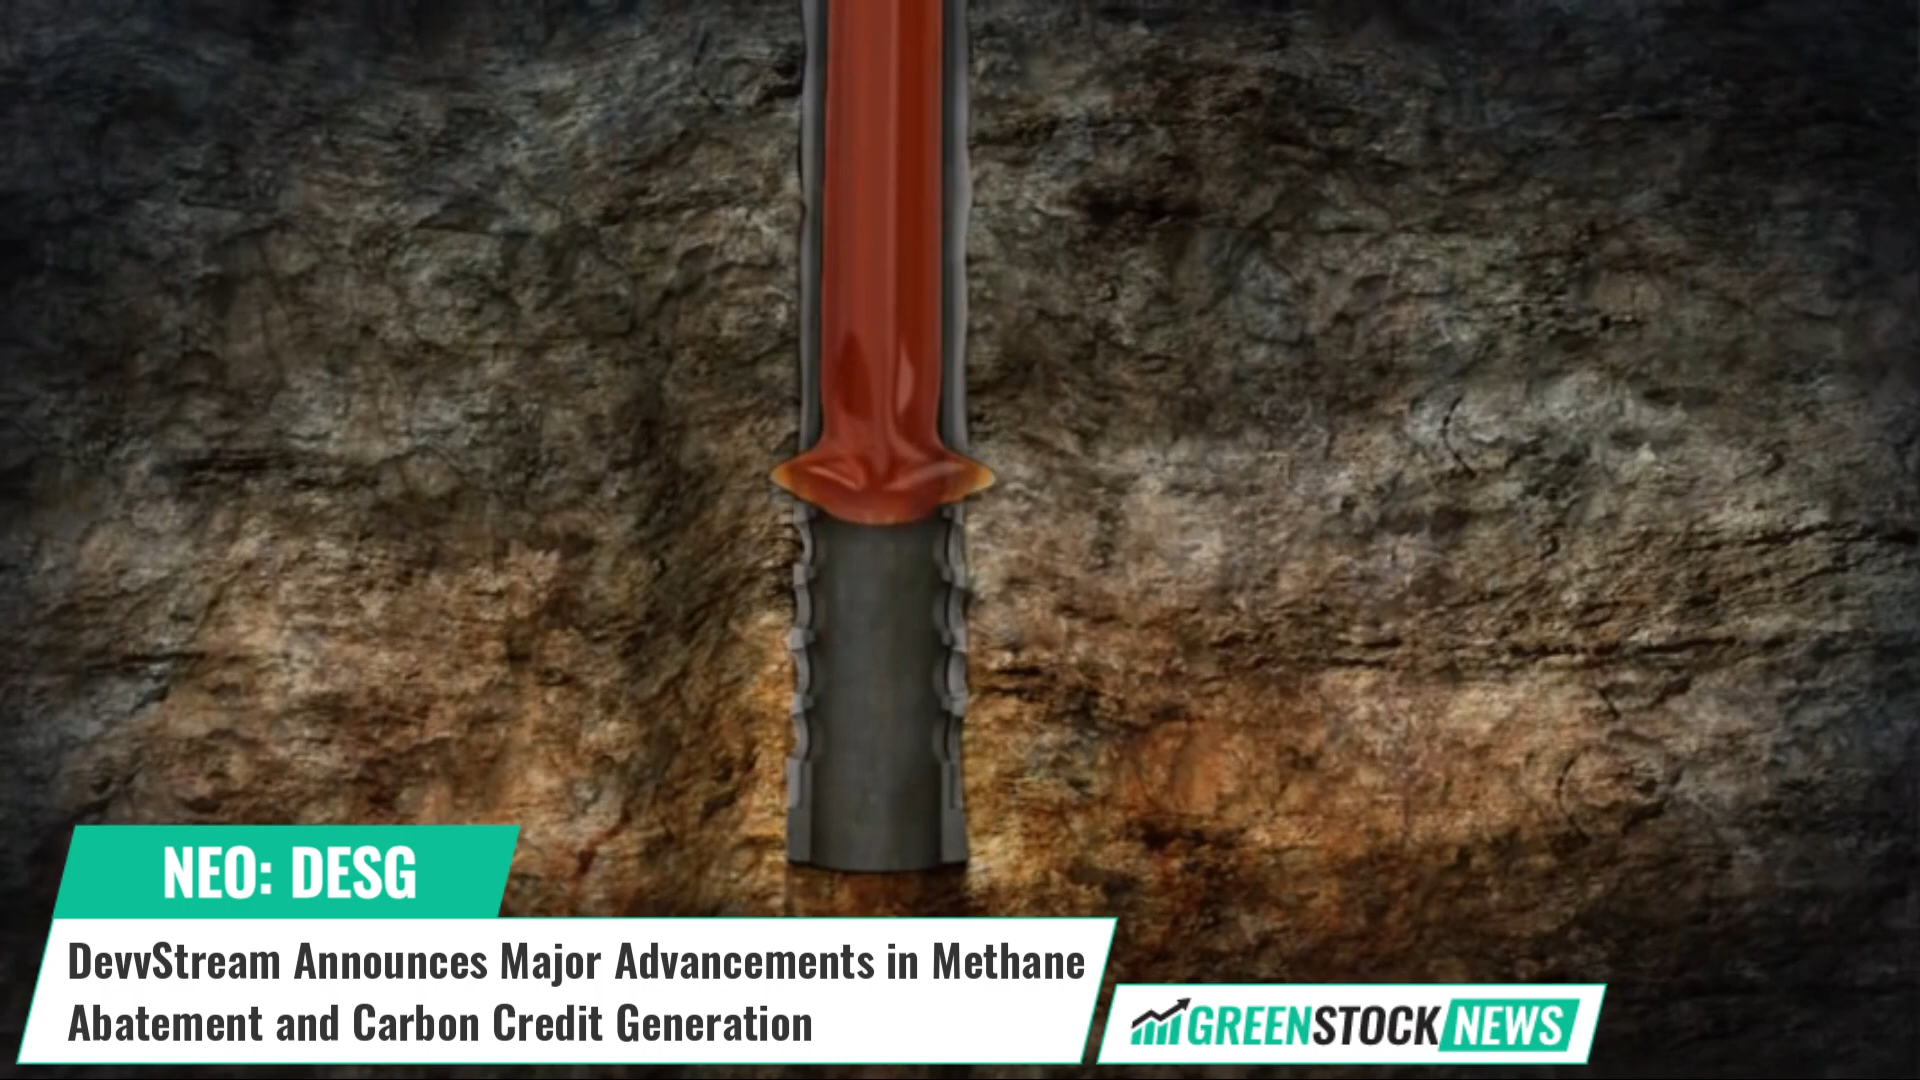 NEO: DESG
DevvStream Announces Major Advancements in Methane
Abatement and Carbon Credit Generation
GREENSTOCK NEWS